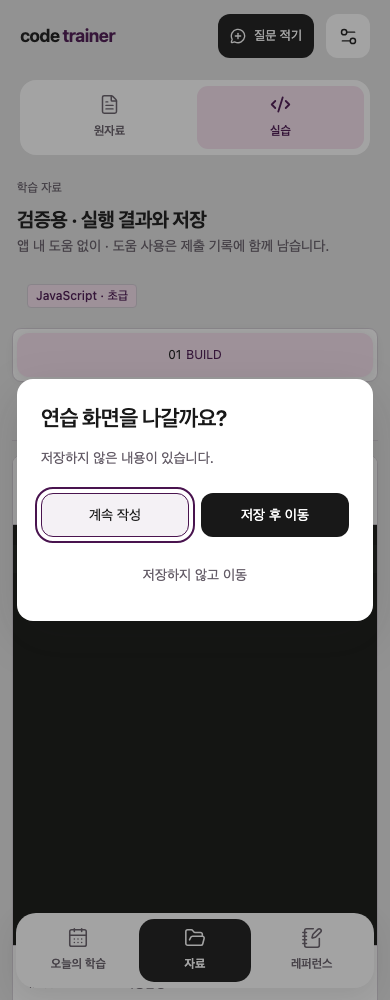 code trainer
질문 적기
원자료
실습
학습 자료
검증용 · 실행 결과와 저장
앱 내 도움 없이 · 도움 사용은 제출 기록에 함께 남습니다.
JavaScript · 초급
01 BUILD
연습 화면을 나갈까요?
저장하지 않은 내용이 있습니다.
계속 작성
저장 후 이동
저장하지 않고 이동
오늘의 학습
자료
레퍼런스